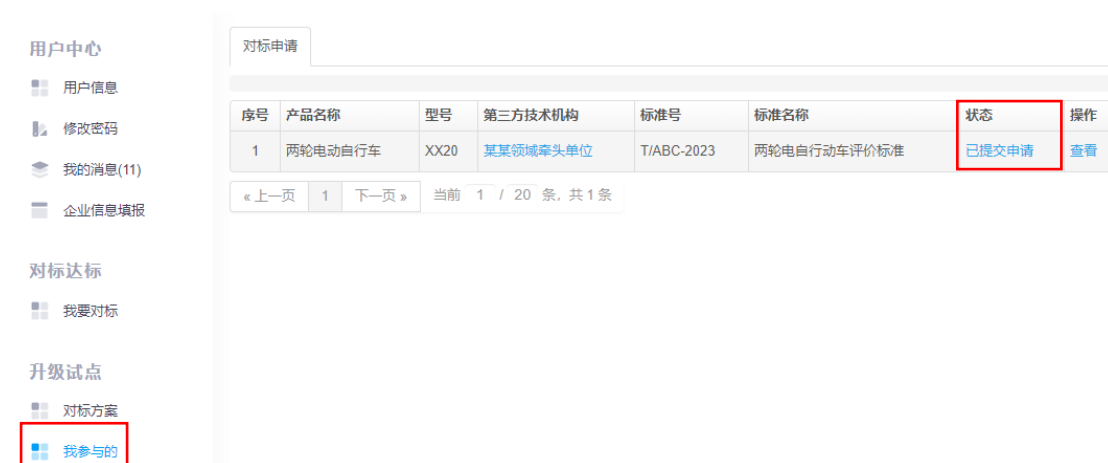 用户中心
用户信息
修改密码
我的消息(11)
企业信息填报
对标达标
我要对标
升级试点
对标方案
我参与的
对标申请
序号 产品名称 型号 第三方技术机构 标准号 标准名称 状态 操作
1 两轮电动自行车 XX20 某某领域牵头单位 T/ABC-2023 两轮电自行动车评价标准 已提交申请 查看
« 上一页 1 下一页 » 当前 1 / 20 条, 共 1 条